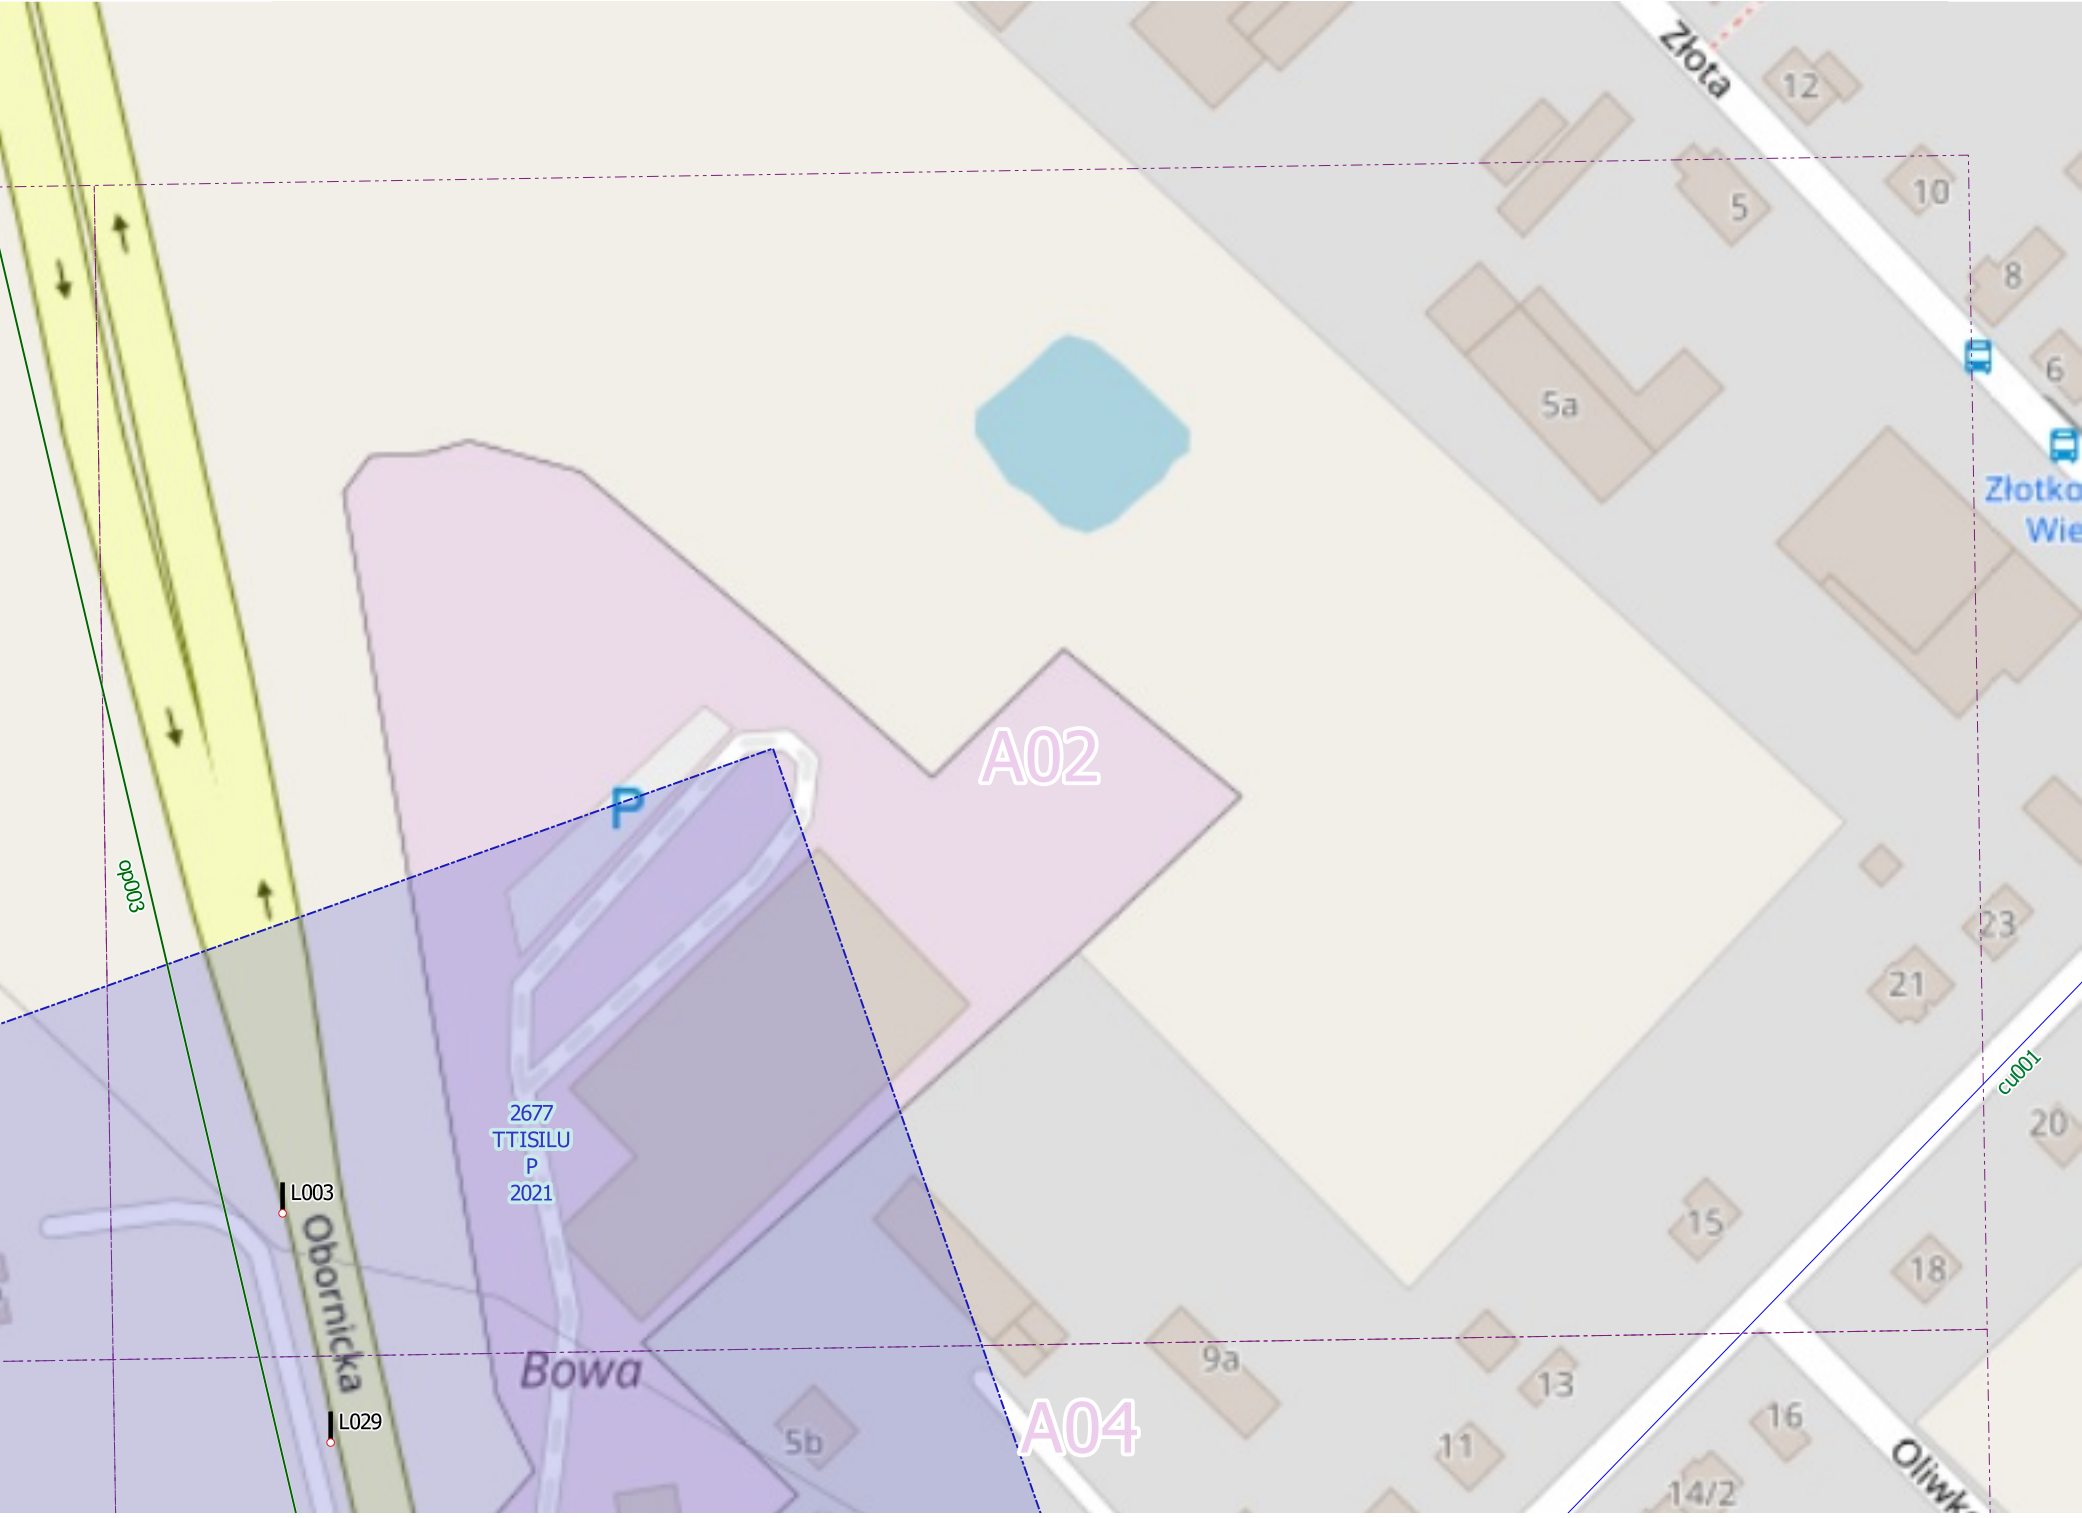 Złota
12
10
5
8
6
5a
Złotko
Wie
A02
P
op003
23
21
cu001
2677
TTISILU
P
2021
20
L003
Obornicka
15
18
Bowa
9a
13
L029
A04
5b
11
16
14/2
Oliwk